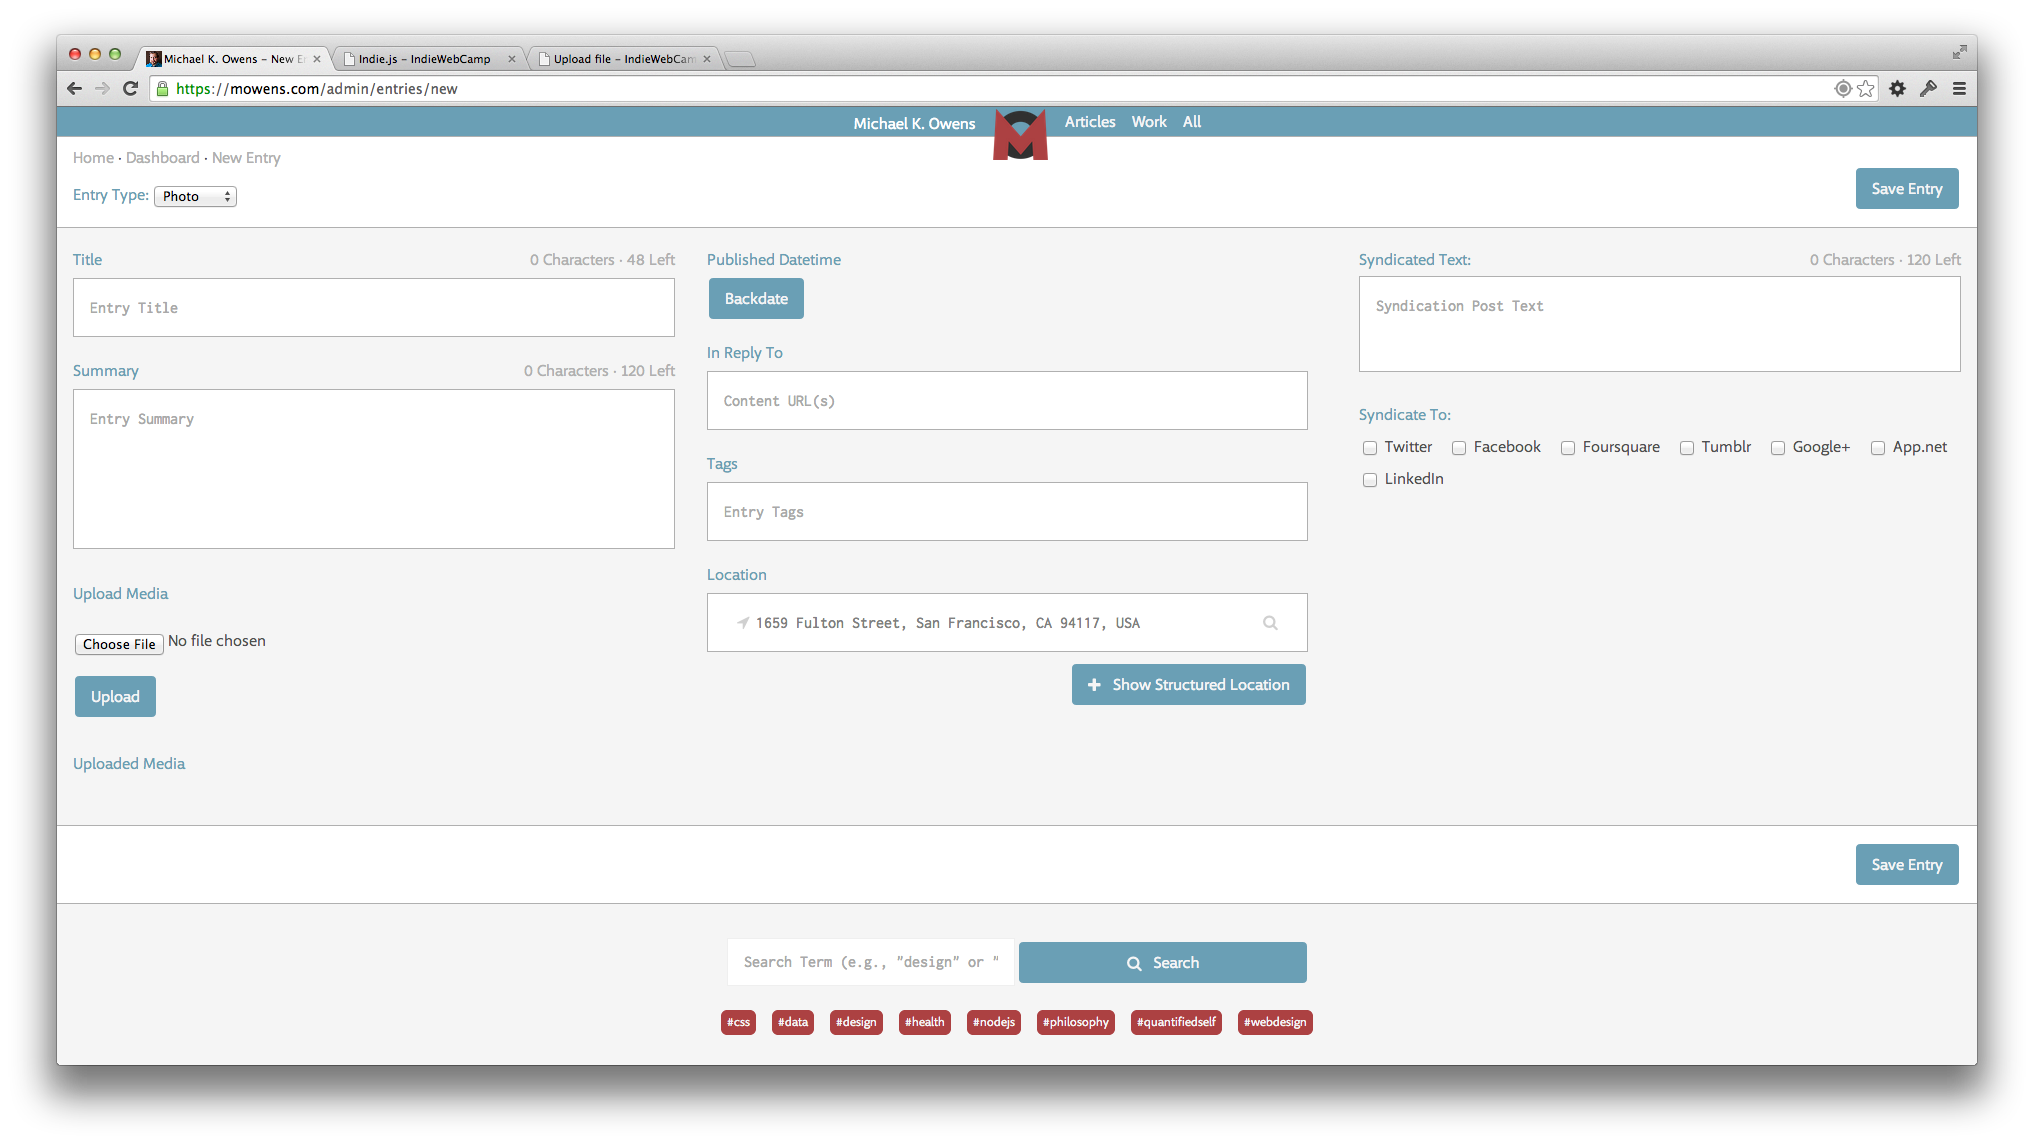 Michael K. Owens – New E
Indie.js – IndieWebCamp
Upload file – IndieWebCam
https://mowens.com/admin/entries/new
Michael K. Owens
Articles Work All
Home · Dashboard · New Entry
Entry Type: Photo
Save Entry
Title
0 Characters · 48 Left
Entry Title
Summary
0 Characters · 120 Left
Entry Summary
Upload Media
Choose File No file chosen
Upload
Uploaded Media
Published Datetime
Backdate
In Reply To
Content URL(s)
Tags
Entry Tags
Location
1659 Fulton Street, San Francisco, CA 94117, USA
Show Structured Location
Syndicated Text:
0 Characters · 120 Left
Syndication Post Text
Syndicate To:
Twitter Facebook Foursquare Tumblr Google+ App.net
LinkedIn
Save Entry
Search Term (e.g., "design" or "
Search
#css #data #design #health #nodejs #philosophy #quantifiedself #webdesign